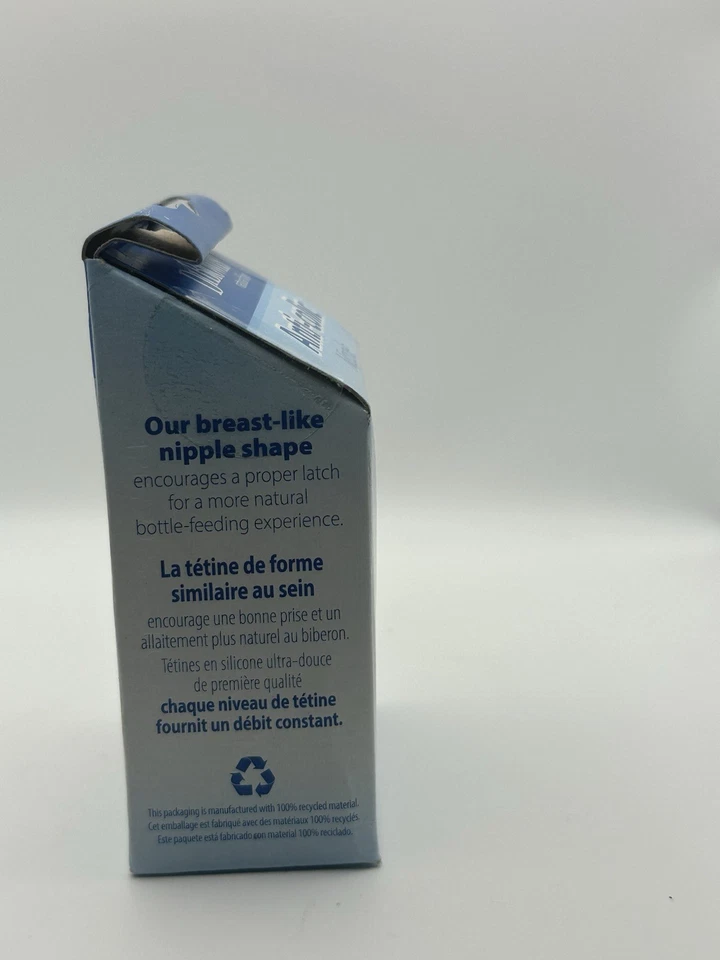 Our breast-like
nipple shape
encourages a proper latch
for a more natural
bottle-feeding experience.
La tétine de forme
similaire au sein
encourage une bonne prise et un
allaitement plus naturel au biberon.
Tétines en silicone ultra-douce
de première qualité
chaque niveau de tétine
fournit un débit constant.
This packaging is manufactured with 100% recycled material.
Cet emballage est fabriqué avec des matériaux 100% recyclés.
Este paquete está fabricado con material 100% reciclado.